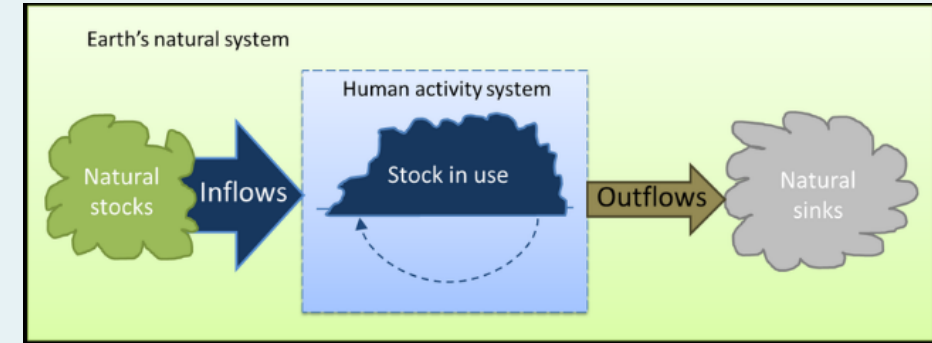 Earth's natural system
Human activity system
Natural
stocks
Inflows
Stock in use
Outflows
Natural
sinks